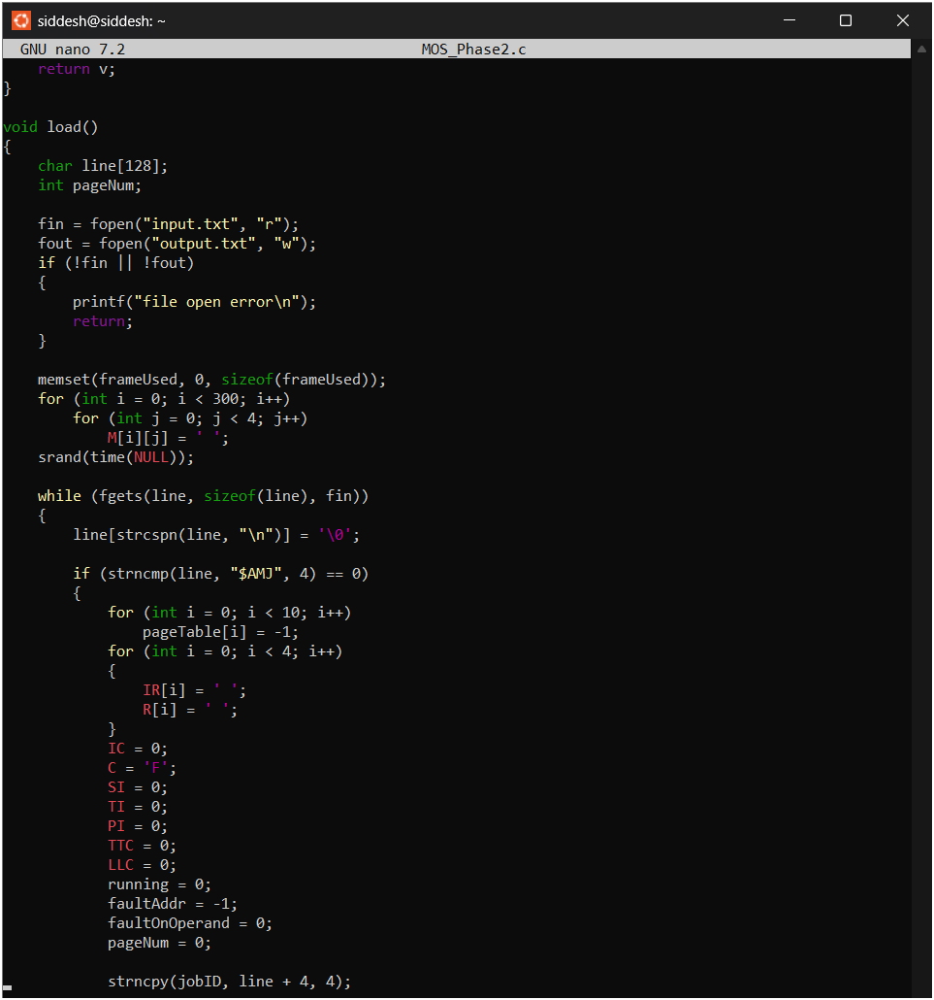 siddesh@siddesh: ~
GNU nano 7.2 MOS_Phase2.c
    return v;
}

void load()
{
    char line[128];
    int pageNum;

    fin = fopen("input.txt", "r");
    fout = fopen("output.txt", "w");
    if (!fin || !fout)
    {
        printf("file open error\n");
        return;
    }

    memset(frameUsed, 0, sizeof(frameUsed));
    for (int i = 0; i < 300; i++)
        for (int j = 0; j < 4; j++)
            M[i][j] = ' ';
    srand(time(NULL));

    while (fgets(line, sizeof(line), fin))
    {
        line[strcspn(line, "\n")] = '\0';

        if (strncmp(line, "$AMJ", 4) == 0)
        {
            for (int i = 0; i < 10; i++)
                pageTable[i] = -1;
            for (int i = 0; i < 4; i++)
            {
                IR[i] = ' ';
                R[i] = ' ';
            }
            IC = 0;
            C = 'F';
            SI = 0;
            TI = 0;
            PI = 0;
            TTC = 0;
            LLC = 0;
            running = 0;
            faultAddr = -1;
            faultOnOperand = 0;
            pageNum = 0;

            strncpy(jobID, line + 4, 4);